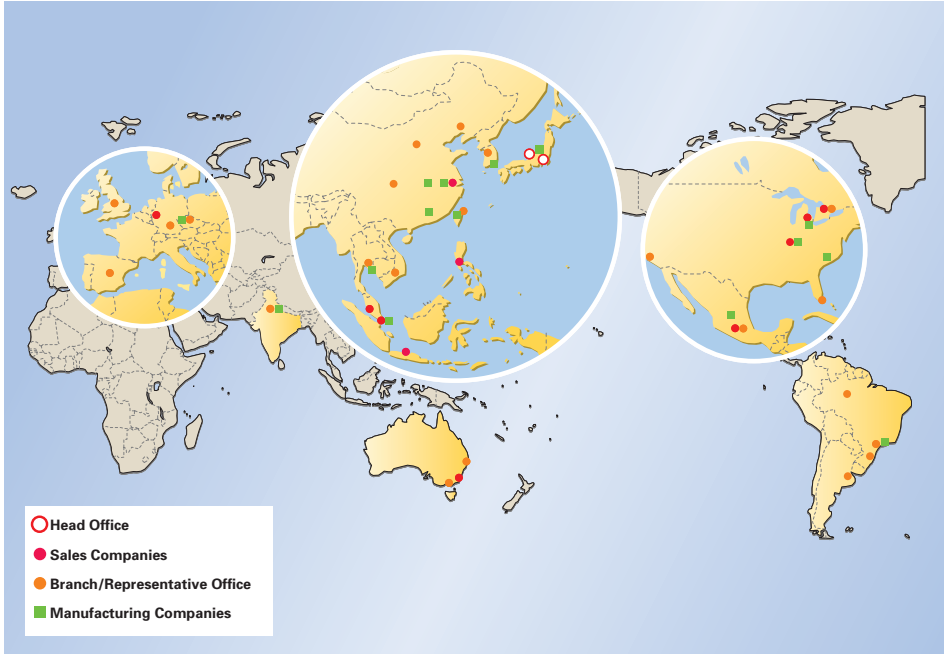 Head Office
Sales Companies
Branch/Representative Office
Manufacturing Companies